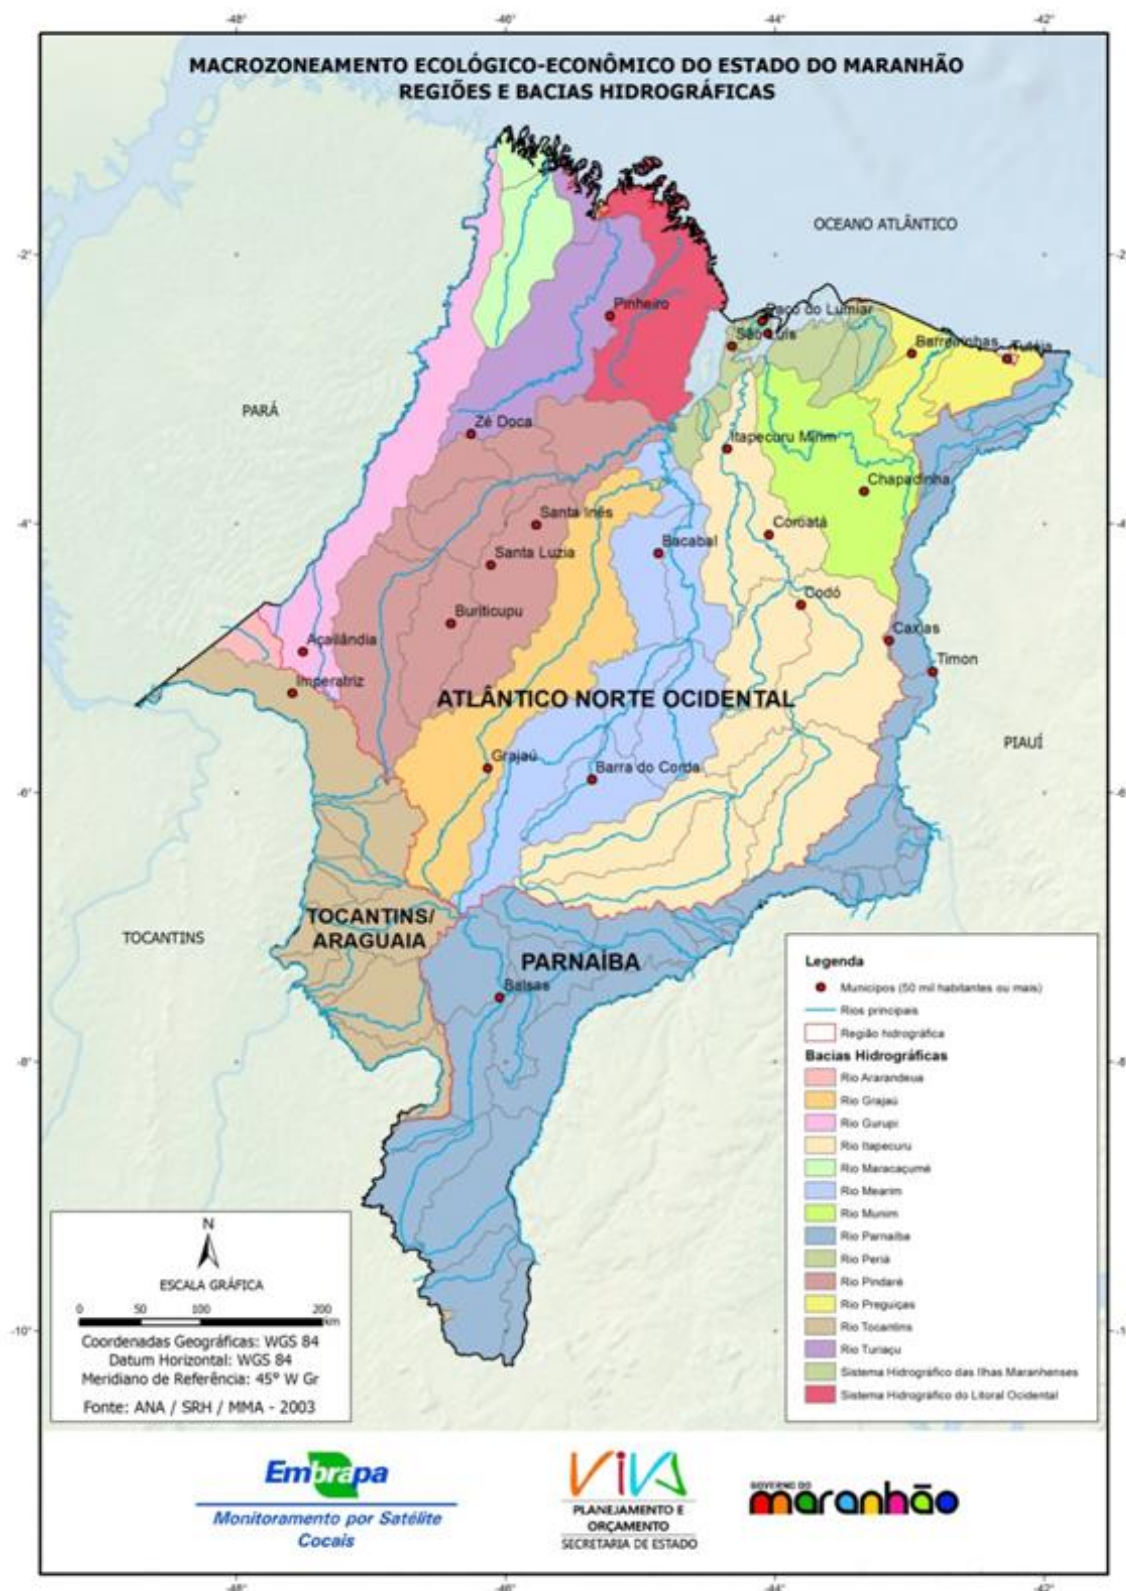 -48°
-46°
-44°
-42°
MACROZONEAMENTO ECOLÓGICO-ECONÔMICO DO ESTADO DO MARANHÃO
REGIÕES E BACIAS HIDROGRÁFICAS
OCEANO ATLÂNTICO
-2°
-2°
Pinheiro
Paço do Lumiar
São Luís
Barreirinhas
Tutóia
PARÁ
Zé Doca
Itapecuru Mirim
Chapadinha
Santa Inés
-4°
Coroatá
Santa Luzia
Bacabal
Buriticupu
Codó
Açailândia
Caxias
Imperatriz
Timon
ATLÂNTICO NORTE OCIDENTAL
PIAUÍ
Grajaú
Barra do Corda
-6°
TOCANTINS/
ARAGUAIA
TOCANTINS
PARNAÍBA
Balsas
-8°
Legenda
Municípos (50 mil habitantes ou mais)
Rios principais
Região hidrográfica
Bacias Hidrográficas
Rio Ararandeua
Rio Grajaú
Rio Gurupi
Rio Itapecuru
Rio Maracaçumé
Rio Mearim
Rio Munim
Rio Parnaíba
Rio Periá
Rio Pindaré
Rio Preguiças
Rio Tocantins
Rio Turiaçu
Sistema Hidrográfico das Ilhas Maranhenses
Sistema Hidrográfico do Litoral Ocidental
N
ESCALA GRÁFICA
0 50 100 200
km
Coordenadas Geográficas: WGS 84
Datum Horizontal: WGS 84
Meridiano de Referência: 45° W Gr
Fonte: ANA / SRH / MMA - 2003
-10°
Embrapa
Monitoramento por Satélite
Cocais
VIVA
PLANEJAMENTO E
ORÇAMENTO
SECRETARIA DE ESTADO
GOVERNO DO
maranhão
-48°
-46°
-44°
-42°